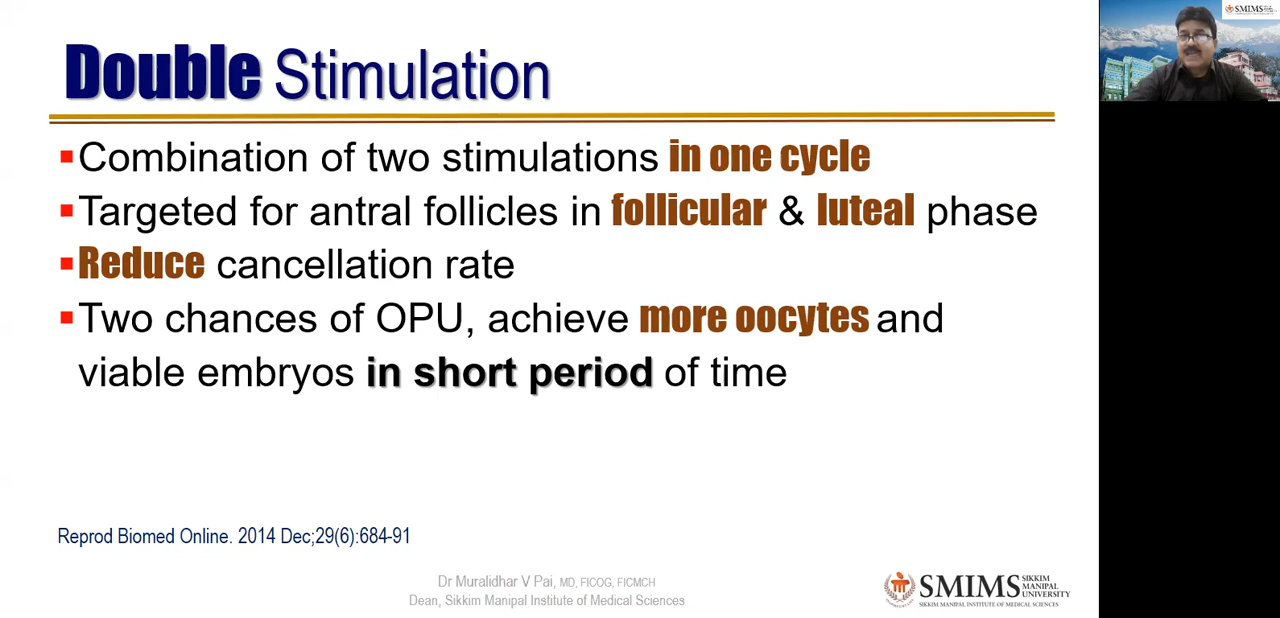 Double Stimulation
▪Combination of two stimulations in one cycle
▪Targeted for antral follicles in follicular & luteal phase
▪Reduce cancellation rate
▪Two chances of OPU, achieve more oocytes and
viable embryos in short period of time
Reprod Biomed Online. 2014 Dec;29(6):684-91
Dr Muralidhar V Pai, MD, FICOG, FICMCH
Dean, Sikkim Manipal Institute of Medical Sciences
SMIMS SIKKIM
MANIPAL
UNIVERSITY
SIKKIM MANIPAL INSTITUTE OF MEDICAL SCIENCES
SMIMS